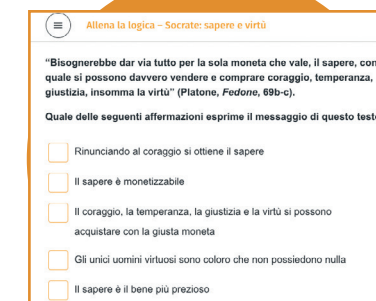 Allena la logica – Socrate: sapere e virtù
“Bisognerebbe dar via tutto per la sola moneta che vale, il sapere, con
quale si possono davvero vendere e comprare coraggio, temperanza,
giustizia, insomma la virtù” (Platone, Fedone, 69b-c).
Quale delle seguenti affermazioni esprime il messaggio di questo
Rinunciando al coraggio si ottiene il sapere
Il sapere è monetizzabile
Il coraggio, la temperanza, la giustizia e la virtù si possono
acquistare con la giusta moneta
Gli unici uomini virtuosi sono coloro che non possiedono nulla
Il sapere è il bene più prezioso